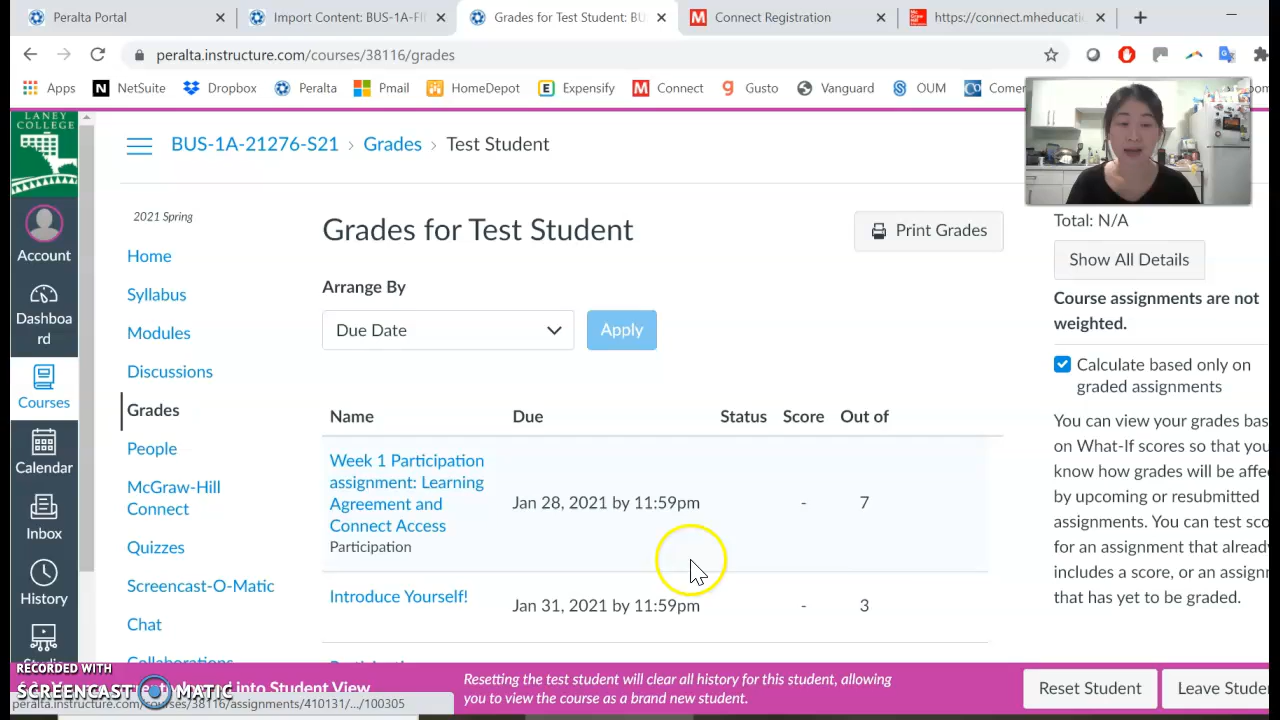 Peralta Portal
Import Content: BUS-1A-FI
Grades for Test Student: BU
Connect Registration
https://connect.mheducati
peralta.instructure.com/courses/38116/grades
Apps
NetSuite
Dropbox
Peralta
Pmail
HomeDepot
Expensify
Connect
Gusto
Vanguard
OUM
Comer
LANEY
COLLEGE
BUS-1A-21276-S21 › Grades › Test Student
Account
Dashboa
rd
Courses
Calendar
Inbox
History
2021 Spring
Home
Syllabus
Modules
Discussions
Grades
People
McGraw-Hill
Connect
Quizzes
Screencast-O-Matic
Chat
Grades for Test Student
Print Grades
Arrange By
Due Date
Apply
Name Due Status Score Out of
Week 1 Participation
assignment: Learning
Agreement and
Connect Access
Participation
Jan 28, 2021 by 11:59pm - 7
Introduce Yourself!
Jan 31, 2021 by 11:59pm - 3
Total: N/A
Show All Details
Course assignments are not
weighted.
Calculate based only on
graded assignments
You can view your grades bas
on What-If scores so that you
know how grades will be affe
by upcoming or resubmitted
assignments. You can test sco
for an assignment that alread
includes a score, or an assignr
that has yet to be graded.
RECORDED WITH
SCREENCAST MATIC
into Student View
Resetting the test student will clear all history for this student, allowing
you to view the course as a brand new student.
Reset Student
Leave Stude
peralta.instructure.com/courses/38116/assignments/410131/.../100305